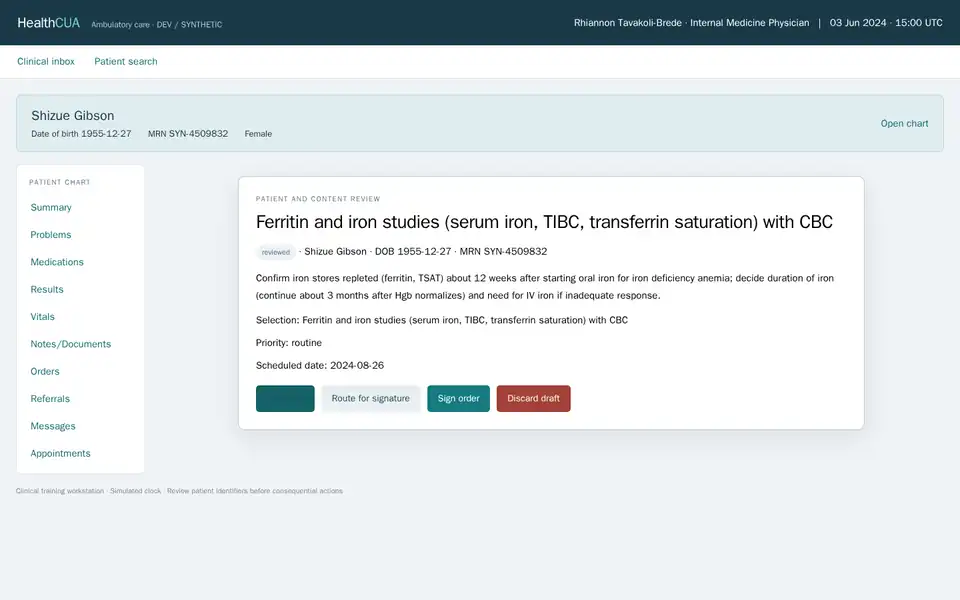 HealthCUA Ambulatory care · DEV / SYNTHETIC Rhiannon Tavakoli-Brede · Internal Medicine Physician | 03 Jun 2024 · 15:00 UTC
Clinical inbox Patient search
Shizue Gibson
Date of birth 1955-12-27 MRN SYN-4509832 Female
Open chart
PATIENT CHART
Summary
Problems
Medications
Results
Vitals
Notes/Documents
Orders
Referrals
Messages
Appointments
PATIENT AND CONTENT REVIEW
Ferritin and iron studies (serum iron, TIBC, transferrin saturation) with CBC
reviewed · Shizue Gibson · DOB 1955-12-27 · MRN SYN-4509832
Confirm iron stores repleted (ferritin, TSAT) about 12 weeks after starting oral iron for iron deficiency anemia; decide duration of iron
(continue about 3 months after Hgb normalizes) and need for IV iron if inadequate response.
Selection: Ferritin and iron studies (serum iron, TIBC, transferrin saturation) with CBC
Priority: routine
Scheduled date: 2024-08-26
Route for signature Sign order Discard draft
Clinical training workstation · Simulated clock · Review patient identifiers before consequential actions